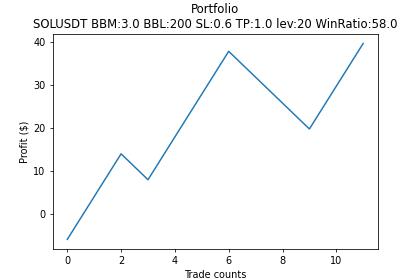 Portfolio
SOLUSDT BBM:3.0 BBL:200 SL:0.6 TP:1.0 lev:20 WinRatio:58.0
40
30
20
10
0
Profit ($)
0 2 4 6 8 10
Trade counts